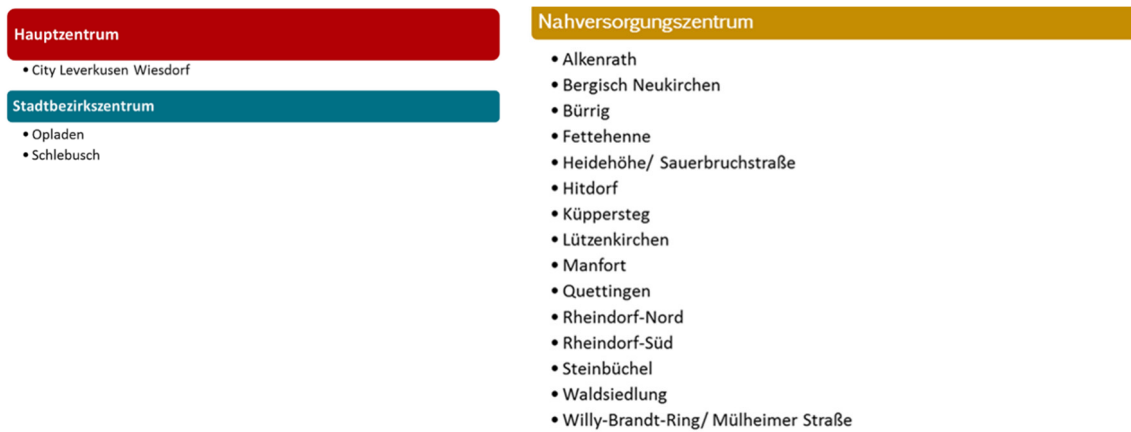 Hauptzentrum
• City Leverkusen Wiesdorf
Stadtbezirkszentrum
• Opladen
• Schlebusch
Nahversorgungszentrum
• Alkenrath
• Bergisch Neukirchen
• Bürrig
• Fettehenne
• Heidehöhe/ Sauerbruchstraße
• Hitdorf
• Küppersteg
• Lützenkirchen
• Manfort
• Quettingen
• Rheindorf-Nord
• Rheindorf-Süd
• Steinbüchel
• Waldsiedlung
• Willy-Brandt-Ring/ Mülheimer Straße